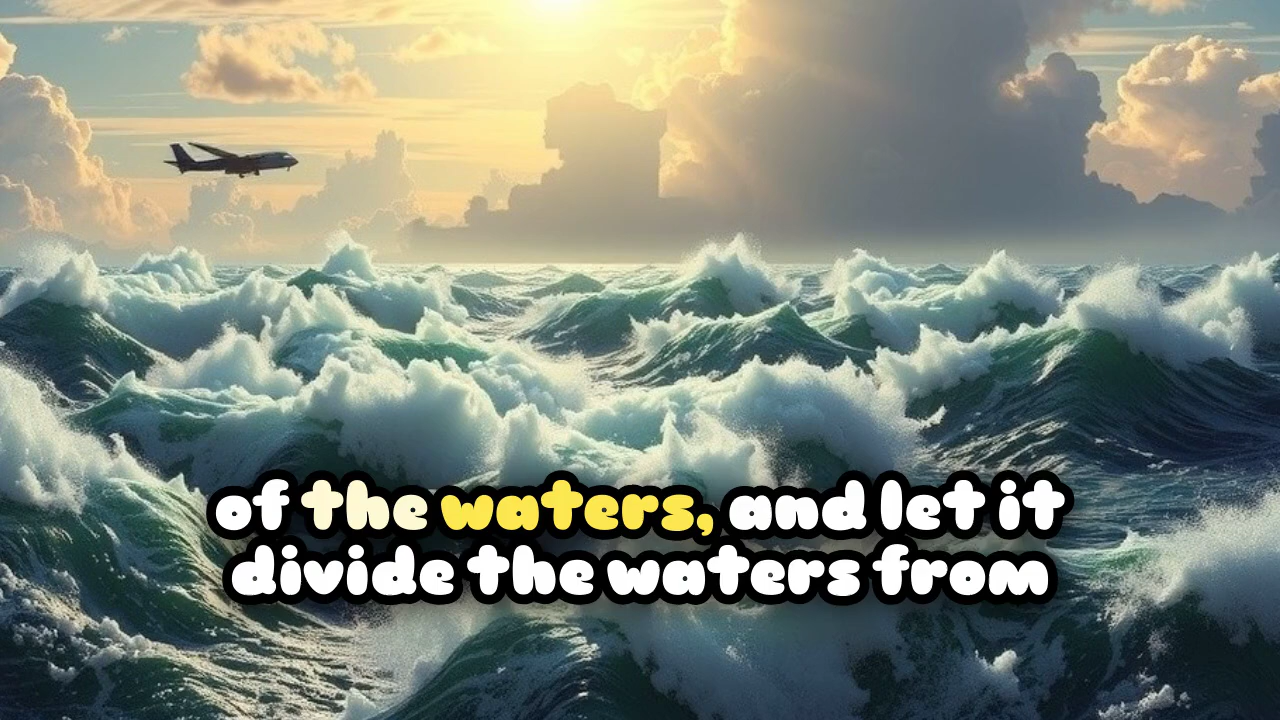 of the waters, and let it
divide the waters from